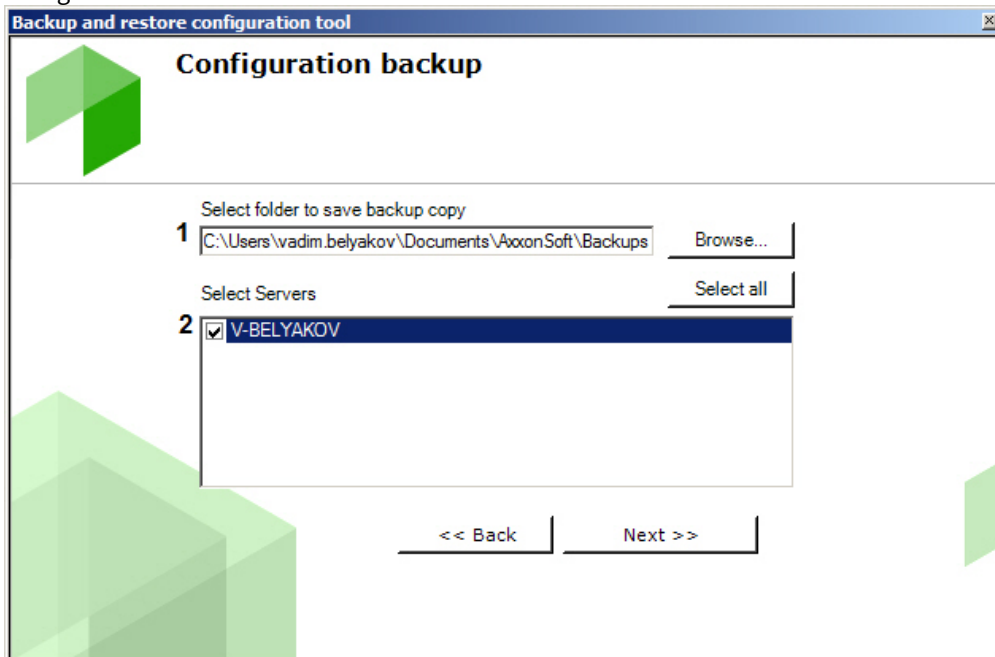 Backup and restore configuration tool
Configuration backup
Select folder to save backup copy
1 C:\Users\vadim.belyakov\Documents\AxxonSoft\Backups Browse...
Select Servers Select all
2 V-BELYAKOV
<< Back Next >>